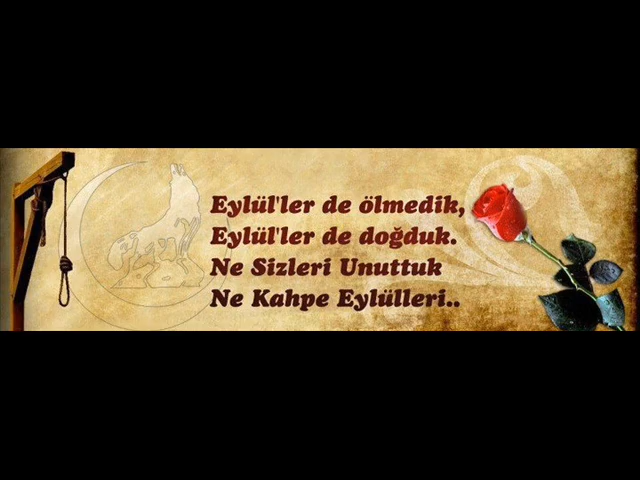 Eylül'ler de ölmedik,
Eylül'ler de doğduk.
Ne Sizleri Unuttuk
Ne Kahpe Eylülleri..